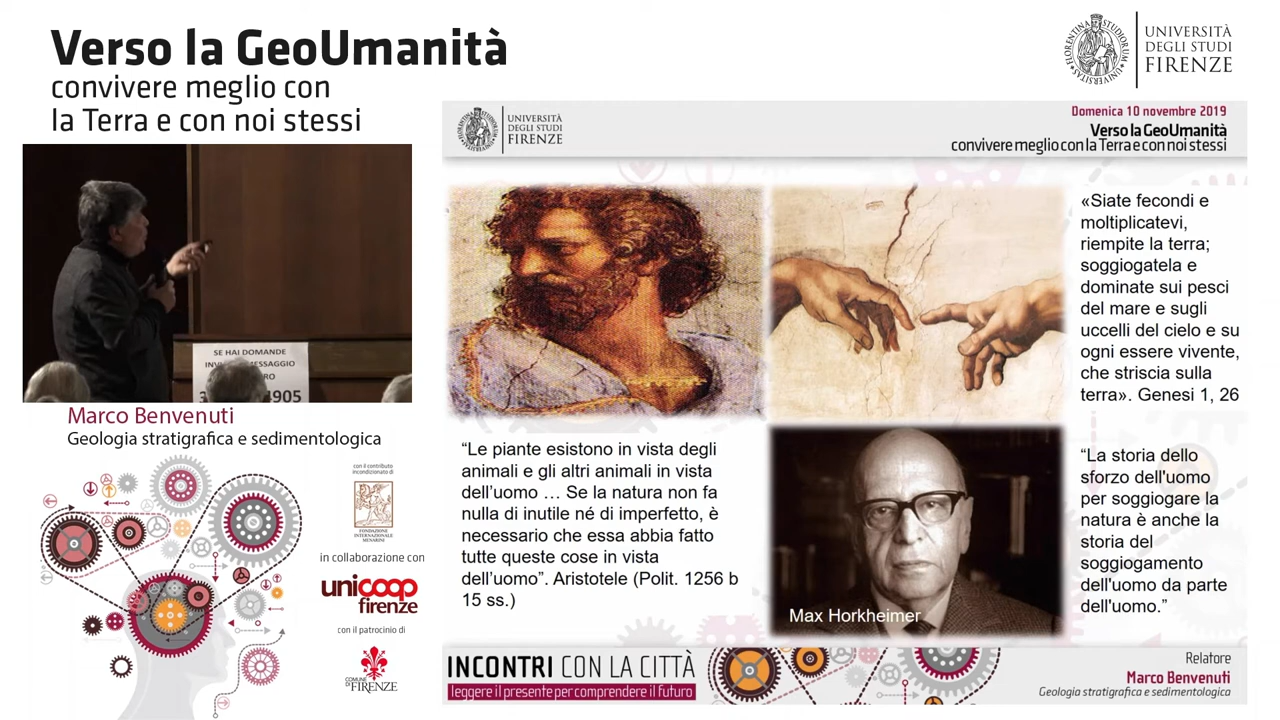 Verso la GeoUmanità
convivere meglio con
la Terra e con noi stessi
UNIVERSITÀ
DEGLI STUDI
FIRENZE
UNIVERSITÀ
DEGLI STUDI
FIRENZE
Domenica 10 novembre 2019
Verso la GeoUmanità
convivere meglio con la Terra e con noi stessi
«Siate fecondi e
moltiplicatevi,
riempite la terra;
soggiogatela e
dominate sui pesci
del mare e sugli
uccelli del cielo e su
ogni essere vivente,
che striscia sulla
terra». Genesi 1, 26
“Le piante esistono in vista degli
animali e gli altri animali in vista
dell’uomo … Se la natura non fa
nulla di inutile né di imperfetto, è
necessario che essa abbia fatto
tutte queste cose in vista
dell’uomo”. Aristotele (Polit. 1256 b
15 ss.)
Max Horkheimer
“La storia dello
sforzo dell'uomo
per soggiogare la
natura è anche la
storia del
soggiogamento
dell'uomo da parte
dell'uomo.”
SE HAI DOMANDE
4905
Marco Benvenuti
Geologia stratigrafica e sedimentologica
con il contributo
incondizionato di
FONDAZIONE
INTERNAZIONALE
MENARINI
in collaborazione con
unicoop
firenze
con il patrocinio di
COMUNE
DI FIRENZE
INCONTRI CON LA CITTÀ
leggere il presente per comprendere il futuro
Relatore
Marco Benvenuti
Geologia stratigrafica e sedimentologica